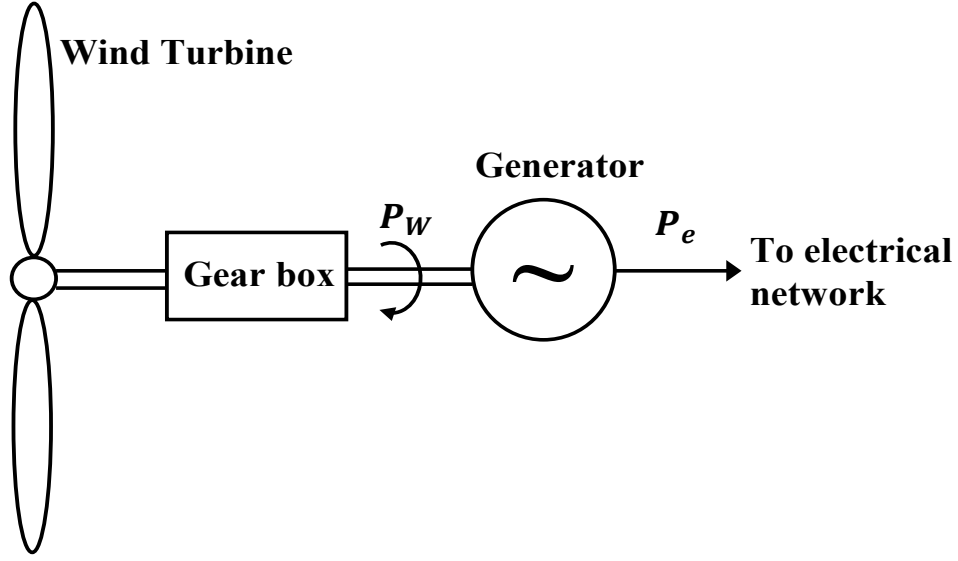 Wind Turbine
Generator
P_W
P_e
Gear box
~
To electrical
network